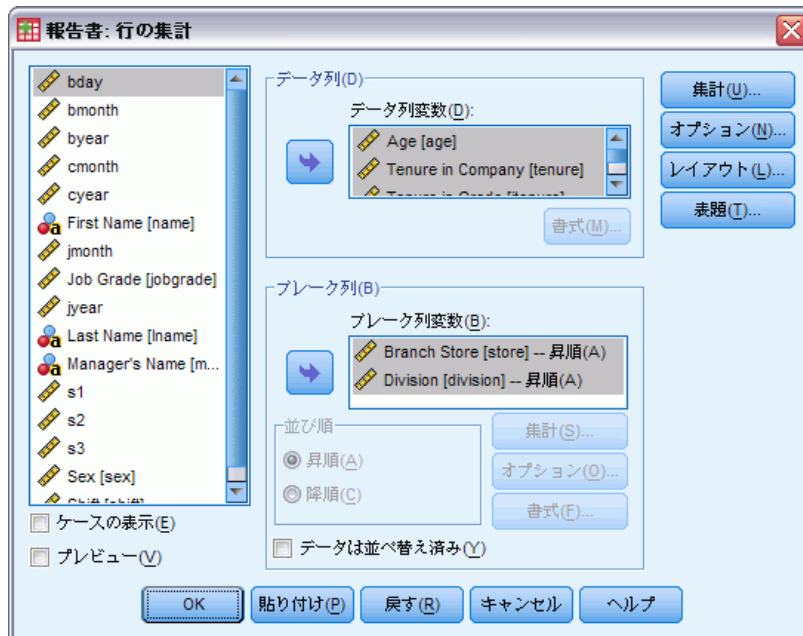 報告書: 行の集計
bday
bmonth
byear
cmonth
cyear
First Name [name]
jmonth
Job Grade [jobgrade]
jyear
Last Name [lname]
Manager's Name [m...
s1
s2
s3
Sex [sex]
Shift [shift]
ケースの表示(E)
プレビュー(V)
データ列(D)
データ列変数(D):
Age [age]
Tenure in Company [tenure]
Tenure in Grade [jtenure]
書式(M)...
ブレーク列(B)
ブレーク列変数(B):
Branch Store [store] -- 昇順(A)
Division [division] -- 昇順(A)
並び順
昇順(A)
降順(C)
集計(S)...
オプション(O)...
書式(F)...
データは並べ替え済み(Y)
集計(U)...
オプション(N)...
レイアウト(L)...
表題(T)...
OK
貼り付け(P)
戻す(R)
キャンセル
ヘルプ